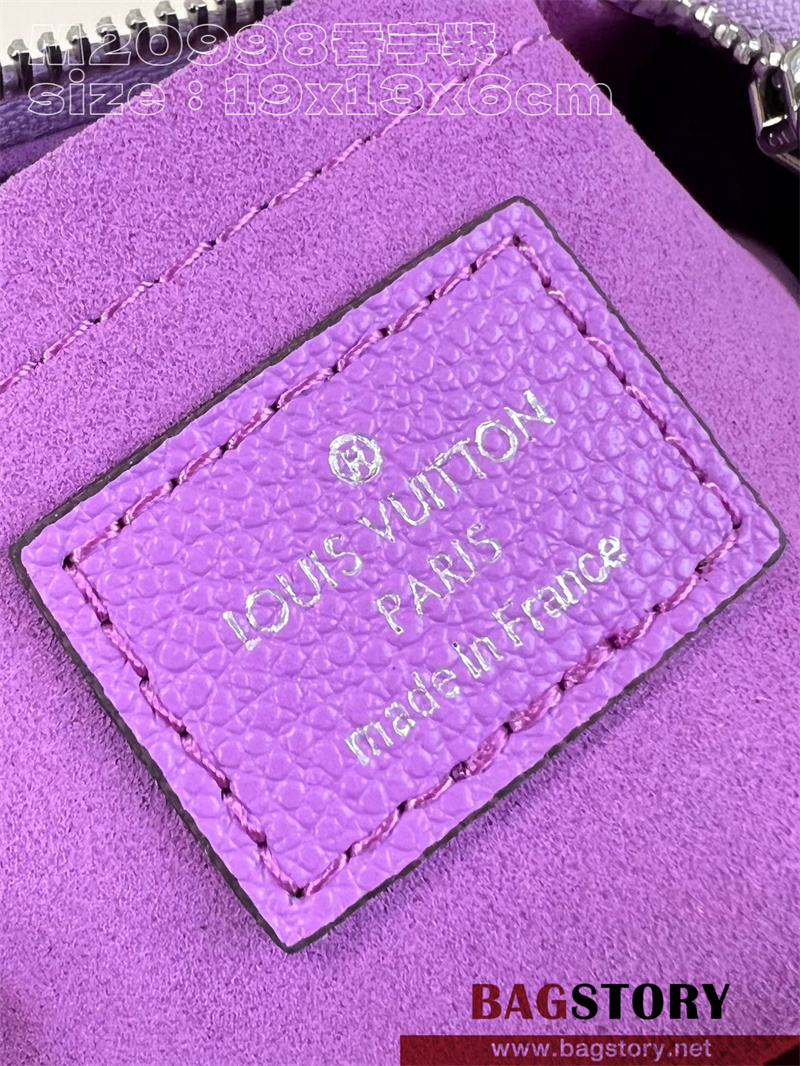 M20998香芋紫
size：19x13x6cm
R
LOUIS VUITTON
PARIS
made in France
BAGSTORY
www.bagstory.net